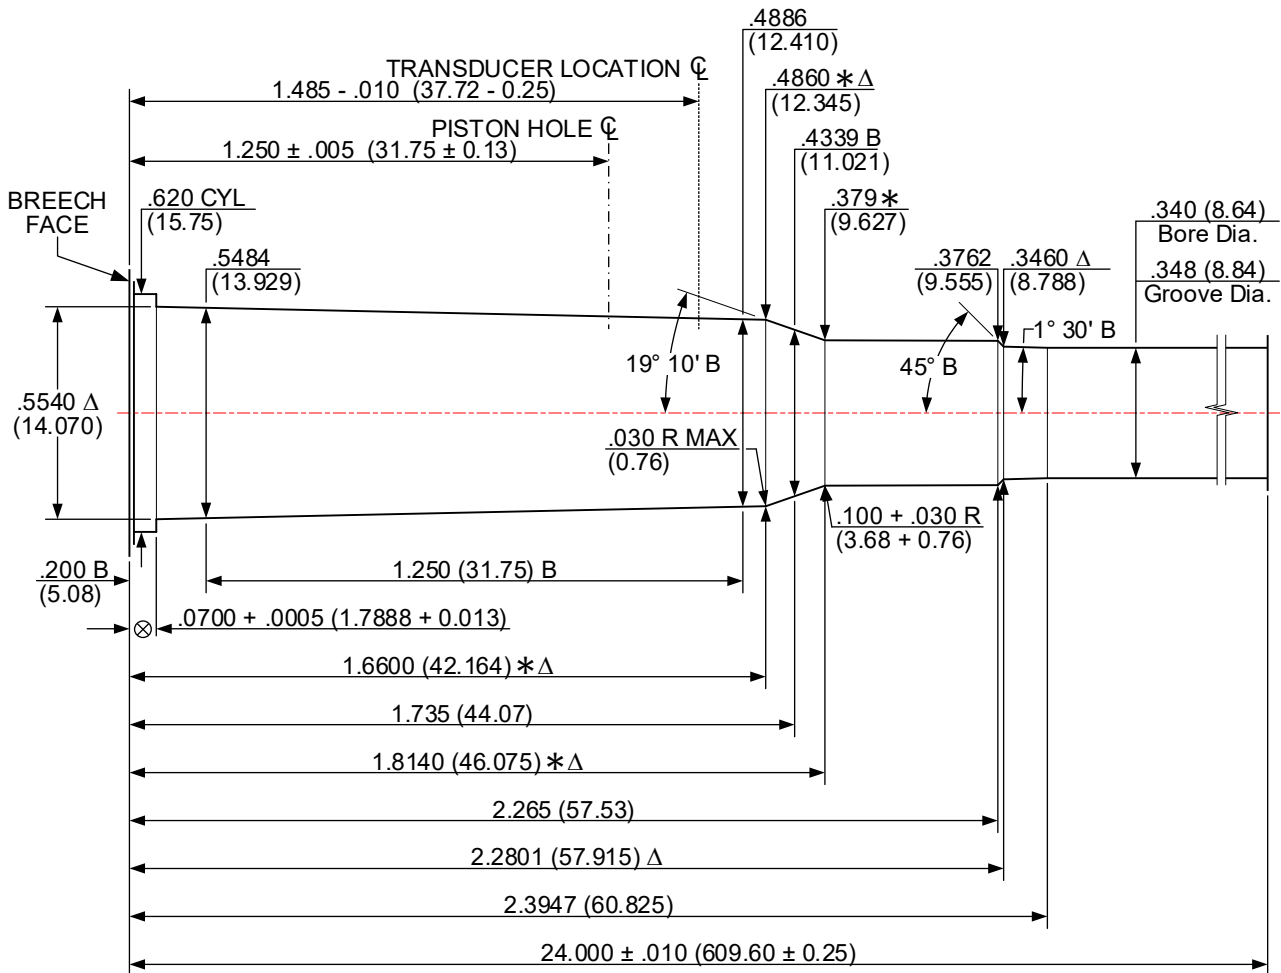 .4886
(12.410)
TRANSDUCER LOCATION ℄
1.485 - .010 (37.72 - 0.25)
.4860 * Δ
(12.345)
PISTON HOLE ℄
1.250 ± .005 (31.75 ± 0.13)
.4339 B
(11.021)
BREECH
FACE
.620 CYL
(15.75)
.379 *
(9.627)
.340 (8.64)
Bore Dia.
.5484
(13.929)
.3762
(9.555)
.3460 Δ
(8.788)
.348 (8.84)
Groove Dia.
1° 30' B
19° 10' B
45° B
.5540 Δ
(14.070)
.030 R MAX
(0.76)
.100 + .030 R
(3.68 + 0.76)
.200 B
(5.08)
1.250 (31.75) B
⊗ .0700 + .0005 (1.7888 + 0.013)
1.6600 (42.164) * Δ
1.735 (44.07)
1.8140 (46.075) * Δ
2.265 (57.53)
2.2801 (57.915) Δ
2.3947 (60.825)
24.000 ± .010 (609.60 ± 0.25)